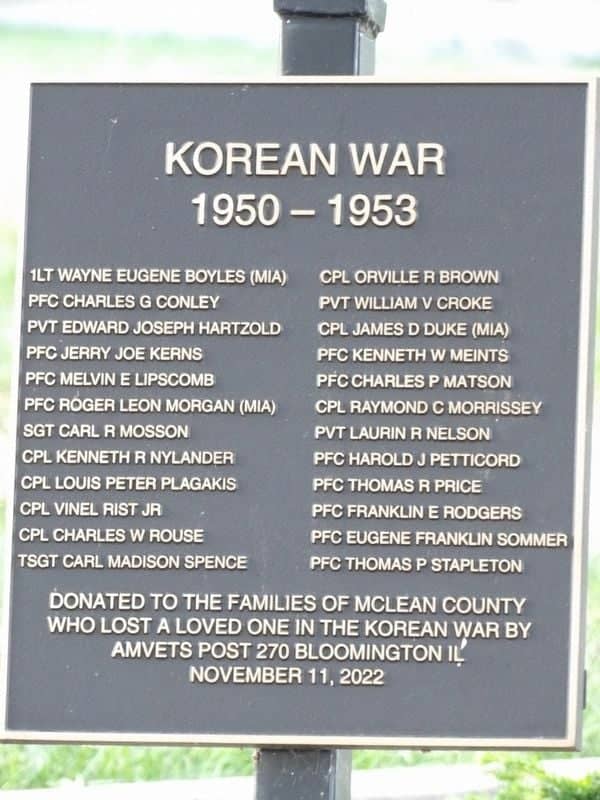 KOREAN WAR
1950 – 1953
1LT WAYNE EUGENE BOYLES (MIA)
PFC CHARLES G CONLEY
PVT EDWARD JOSEPH HARTZOLD
PFC JERRY JOE KERNS
PFC MELVIN E LIPSCOMB
PFC ROGER LEON MORGAN (MIA)
SGT CARL R MOSSON
CPL KENNETH R NYLANDER
CPL LOUIS PETER PLAGAKIS
CPL VINEL RIST JR
CPL CHARLES W ROUSE
TSGT CARL MADISON SPENCE
CPL ORVILLE R BROWN
PVT WILLIAM V CROKE
CPL JAMES D DUKE (MIA)
PFC KENNETH W MEINTS
PFC CHARLES P MATSON
CPL RAYMOND C MORRISSEY
PVT LAURIN R NELSON
PFC HAROLD J PETTICORD
PFC THOMAS R PRICE
PFC FRANKLIN E RODGERS
PFC EUGENE FRANKLIN SOMMER
PFC THOMAS P STAPLETON
DONATED TO THE FAMILIES OF MCLEAN COUNTY
WHO LOST A LOVED ONE IN THE KOREAN WAR BY
AMVETS POST 270 BLOOMINGTON IL
NOVEMBER 11, 2022